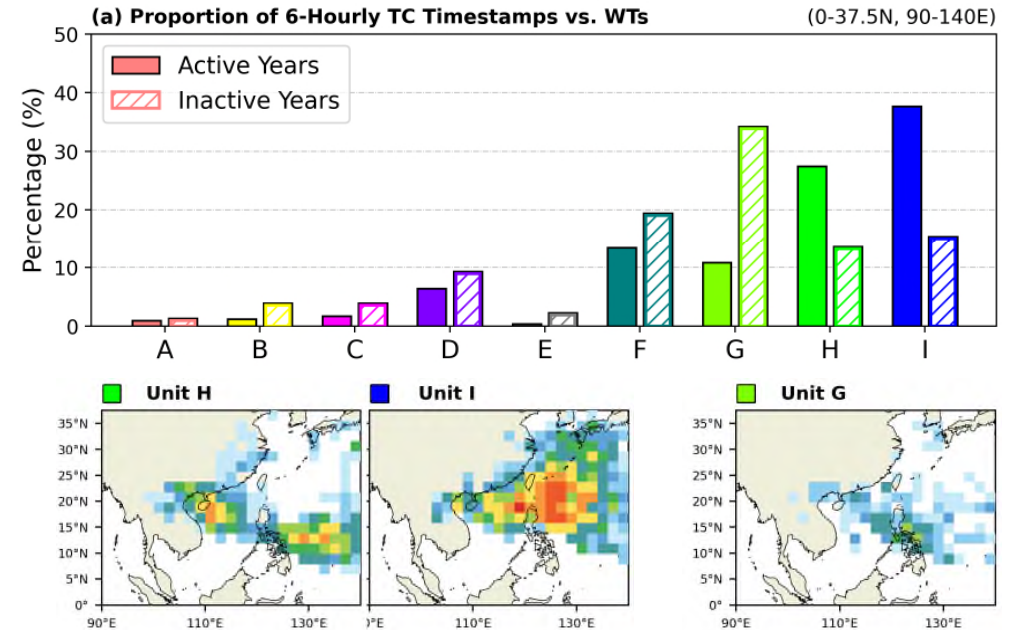 (a) Proportion of 6-Hourly TC Timestamps vs. WTs (0-37.5N, 90-140E)
50
40
30
20
10
0
Percentage (%)
Active Years
Inactive Years
A B C D E F G H I
Unit H Unit I Unit G
35°N 35°N
30°N 30°N
25°N 25°N
20°N 20°N
15°N 15°N
10°N 10°N
5°N 5°N
0° 0°
90°E 110°E 130°E 0°E 110°E 130°E 90°E 110°E 130°E